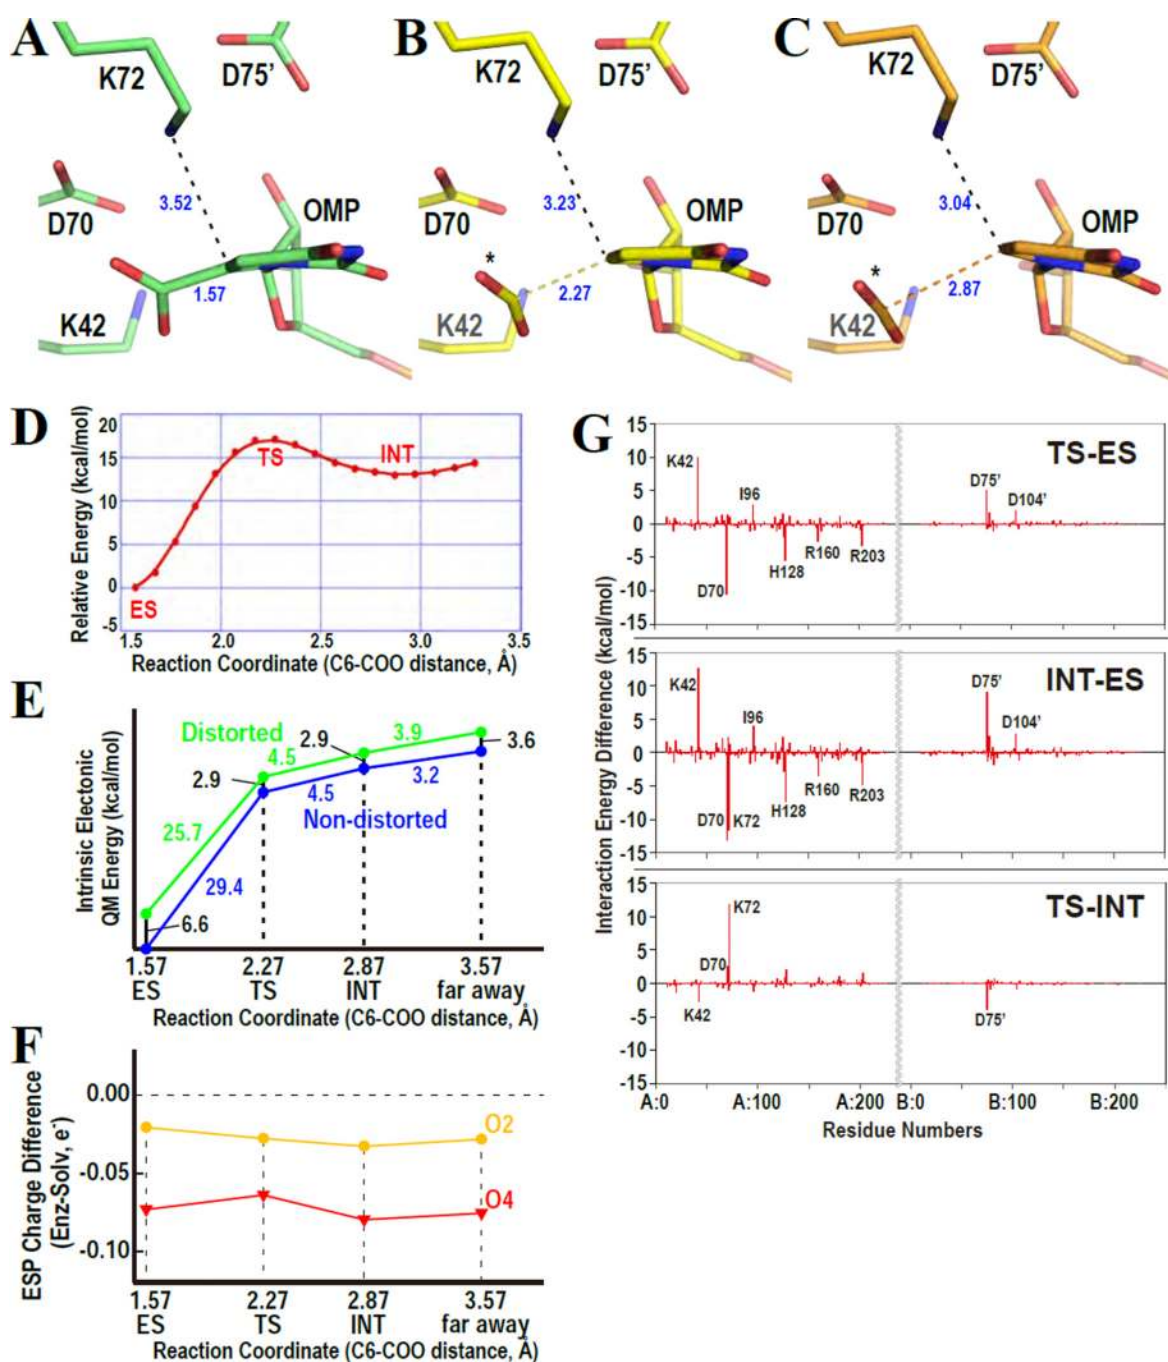 A
K72
D75'
3.52
D70
OMP
1.57
K42
B
K72
D75'
3.23
D70
OMP
*
2.27
K42
C
K72
D75'
3.04
D70
OMP
*
2.87
K42
D
Relative Energy (kcal/mol)
20
15
10
5
0
-5
ES
TS
INT
1.5
2.0
2.5
3.0
3.5
Reaction Coordinate (C6-COO distance, Å)
E
Intrinsic Electonic
QM Energy (kcal/mol)
Distorted
4.5
2.9
3.9
3.6
2.9
4.5
3.2
Non-distorted
25.7
29.4
6.6
1.57
2.27
2.87
3.57
ES
TS
INT
far away
Reaction Coordinate (C6-COO distance, Å)
F
ESP Charge Difference
(Enz-Solv, e-)
0.00
-0.05
-0.10
O2
O4
1.57
2.27
2.87
3.57
ES
TS
INT
far away
Reaction Coordinate (C6-COO distance, Å)
G
Interaction Energy Difference (kcal/mol)
15
10
5
0
-5
-10
-15
TS-ES
K42
I96
D75'
D104'
D70
H128
R160
R203
15
10
5
0
-5
-10
-15
INT-ES
K42
I96
D75'
D104'
D70
K72
H128
R160
R203
15
10
5
0
-5
-10
-15
TS-INT
K72
D70
K42
D75'
A:0
A:100
A:200
B:0
B:100
B:200
Residue Numbers